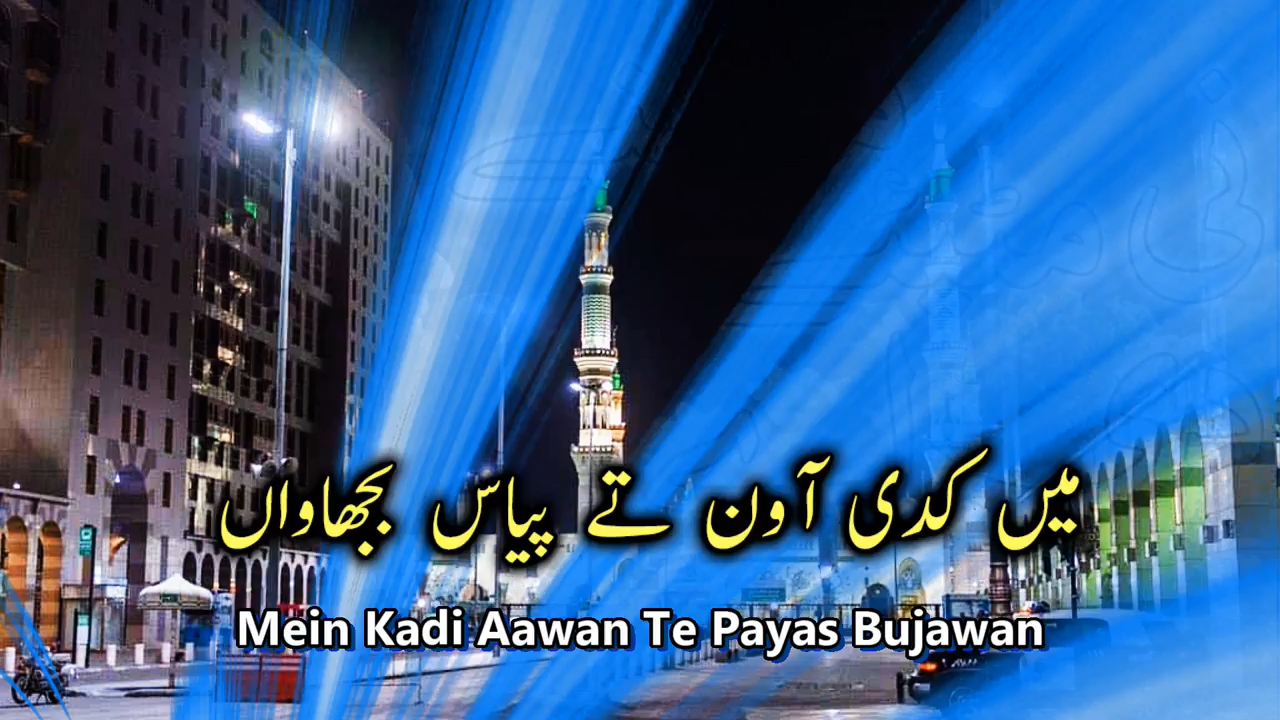 میں کدی آون تے پیاس بجھاواں
Mein Kadi Aawan Te Payas Bujawan